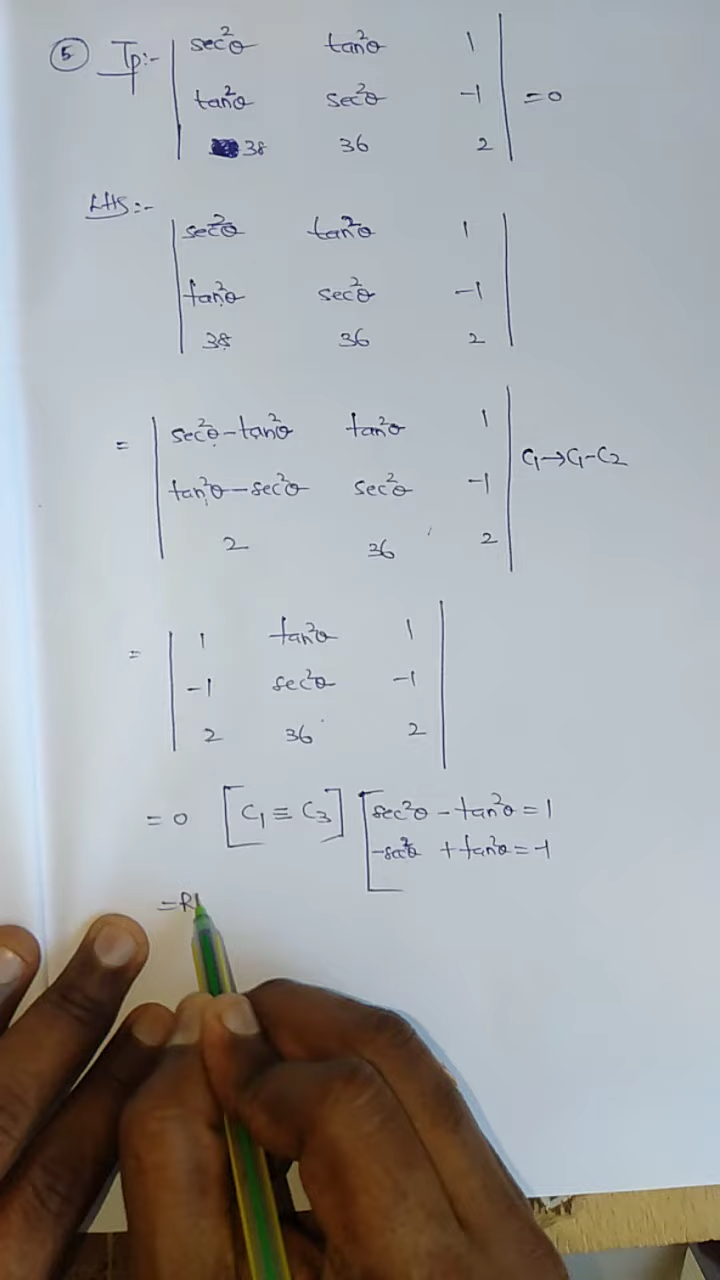 5 Tp:- | sec²θ tan²θ 1 |
| tan²θ sec²θ -1 | = 0
| 38 36 2 |
LHS:-
| sec²θ tan²θ 1 |
| tan²θ sec²θ -1 |
| 38 36 2 |
= | sec²θ-tan²θ tan²θ 1 |
| tan²θ-sec²θ sec²θ -1 | C₁→C₁-C₂
| 2 36 2 |
= | 1 tan²θ 1 |
| -1 sec²θ -1 |
| 2 36 2 |
= 0 [C₁ ≡ C₃] [sec²θ - tan²θ = 1
-sec²θ + tan²θ = -1
= R